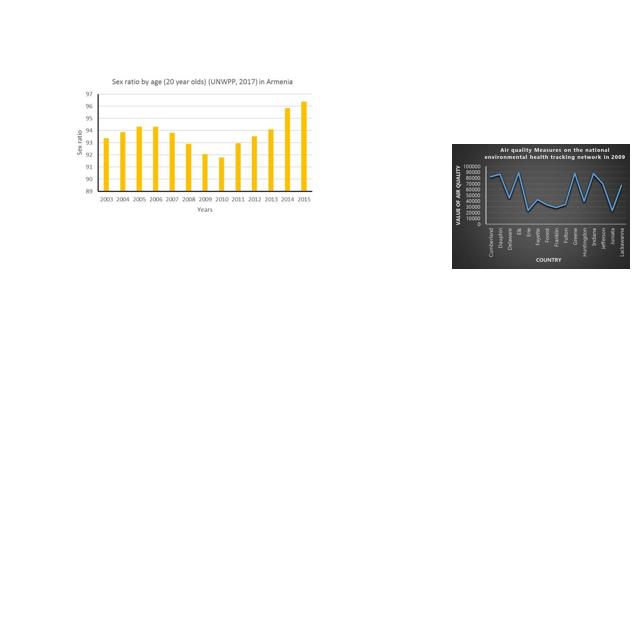 Sex ratio by age (20 year olds) (UNWPP, 2017) in Armenia
97
96
95
94
93
92
91
90
89
Sex ratio
2003 2004 2005 2006 2007 2008 2009 2010 2011 2012 2013 2014 2015
Years
Air quality Measures on the national
environmental health tracking network in 2009
VALUE OF AIR QUALITY
100000
90000
80000
70000
60000
50000
40000
30000
20000
10000
0
Cumberland
Dauphin
Delaware
Elk
Erie
Fayette
Forest
Franklin
Fulton
Greene
Huntingdon
Indiana
Jefferson
Juniata
Lackawanna
COUNTRY